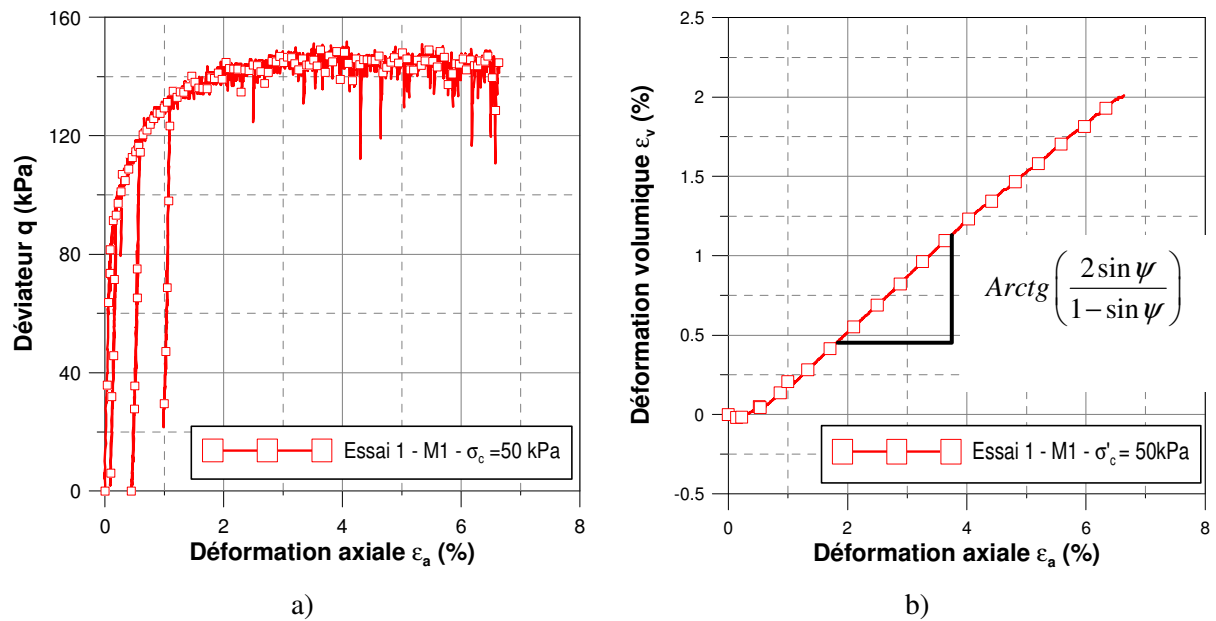 160
120
80
40
0
Déviateur q (kPa)
Essai 1 - M1 - σc =50 kPa
0 2 4 6 8
Déformation axiale εa (%)
a)
2.5
2
1.5
1
0.5
0
-0.5
Déformation volumique εv (%)
Arctg(2 sin ψ / 1 − sin ψ)
Essai 1 - M1 - σ'c = 50kPa
0 2 4 6 8
Déformation axiale εa (%)
b)